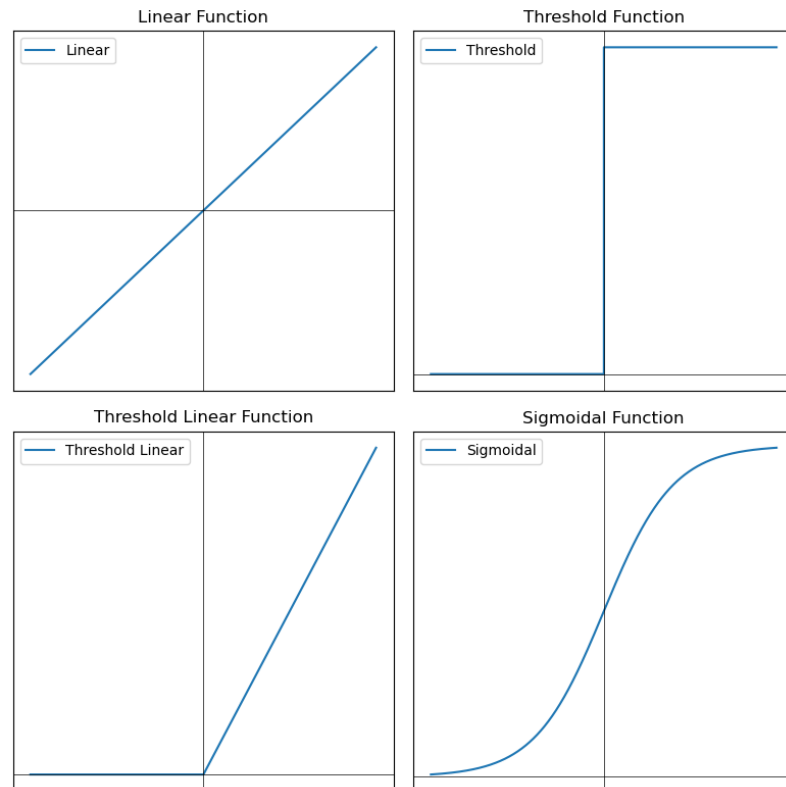 Linear Function
Linear
Threshold Function
Threshold
Threshold Linear Function
Threshold Linear
Sigmoidal Function
Sigmoidal